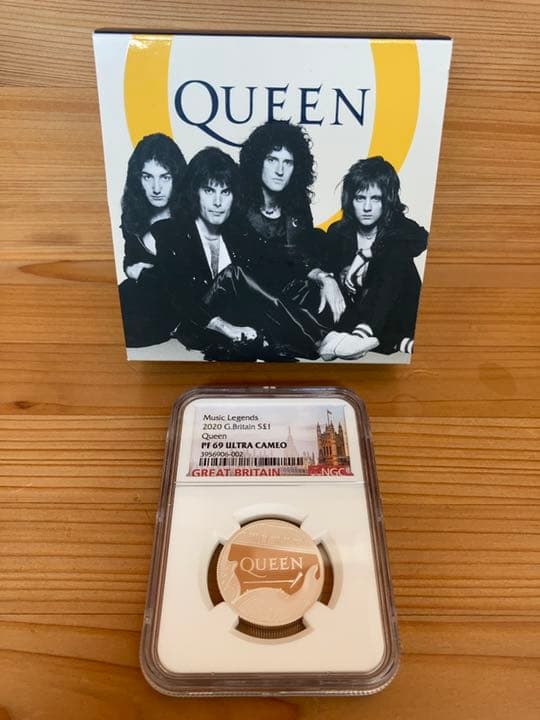 QUEEN
Music Legends
2020 G.Britain S£1
Queen
PF 69 ULTRA CAMEO
3956906-002
GREAT BRITAIN
NGC
QUEEN